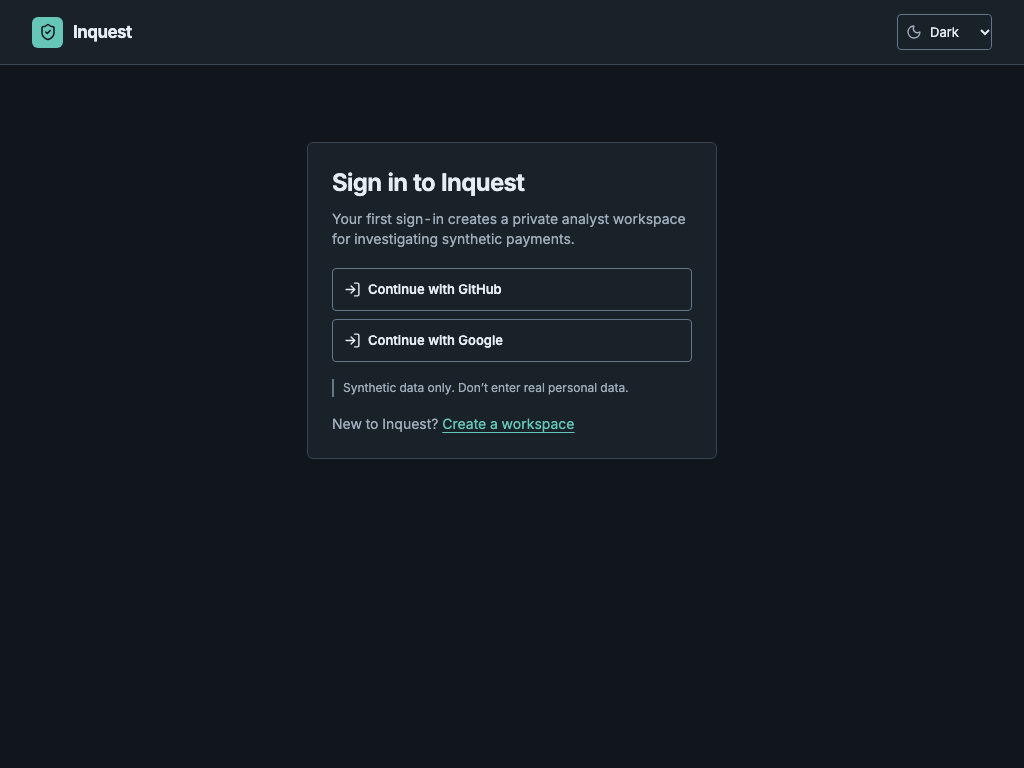 Inquest
Dark
Sign in to Inquest
Your first sign-in creates a private analyst workspace
for investigating synthetic payments.
Continue with GitHub
Continue with Google
Synthetic data only. Don't enter real personal data.
New to Inquest? Create a workspace